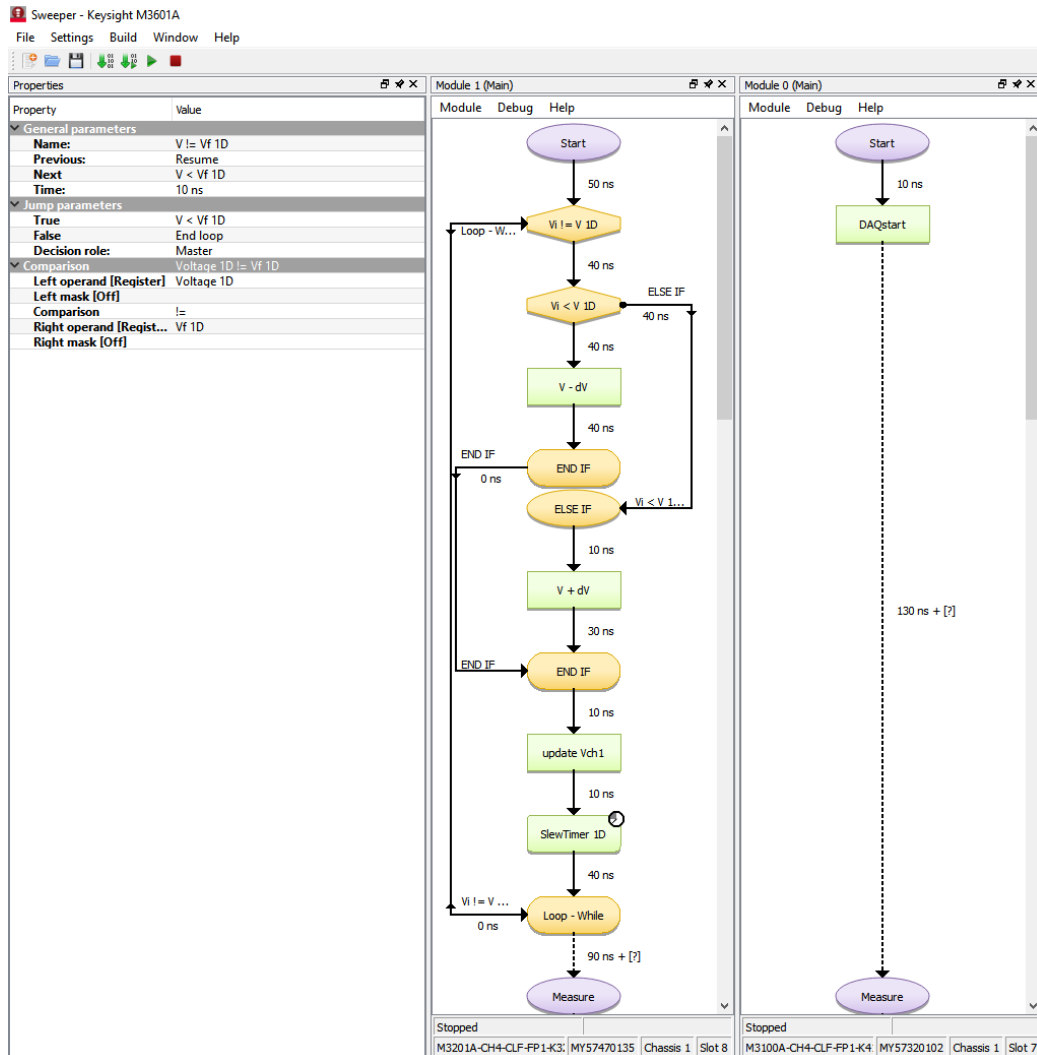 Sweeper - Keysight M3601A
File Settings Build Window Help
Properties
Property Value
General parameters
Name: V != Vf 1D
Previous: Resume
Next V < Vf 1D
Time: 10 ns
Jump parameters
True V < Vf 1D
False End loop
Decision role: Master
Comparison Voltage 1D != Vf 1D
Left operand [Register] Voltage 1D
Left mask [Off]
Comparison !=
Right operand [Regist... Vf 1D
Right mask [Off]
Module 1 (Main)
Module Debug Help
Start
50 ns
Loop - W...
Vi != V 1D
40 ns
ELSE IF
Vi < V 1D
40 ns
40 ns
V - dV
40 ns
END IF
END IF
0 ns
ELSE IF
Vi < V 1...
10 ns
V + dV
30 ns
END IF
END IF
10 ns
update Vch1
10 ns
SlewTimer 1D
40 ns
Vi != V ...
Loop - While
0 ns
90 ns + [?]
Measure
Stopped
M3201A-CH4-CLF-FP1-K32 MY57470135 Chassis 1 Slot 8
Module 0 (Main)
Module Debug Help
Start
10 ns
DAQstart
130 ns + [?]
Measure
Stopped
M3100A-CH4-CLF-FP1-K4 MY57320102 Chassis 1 Slot 7